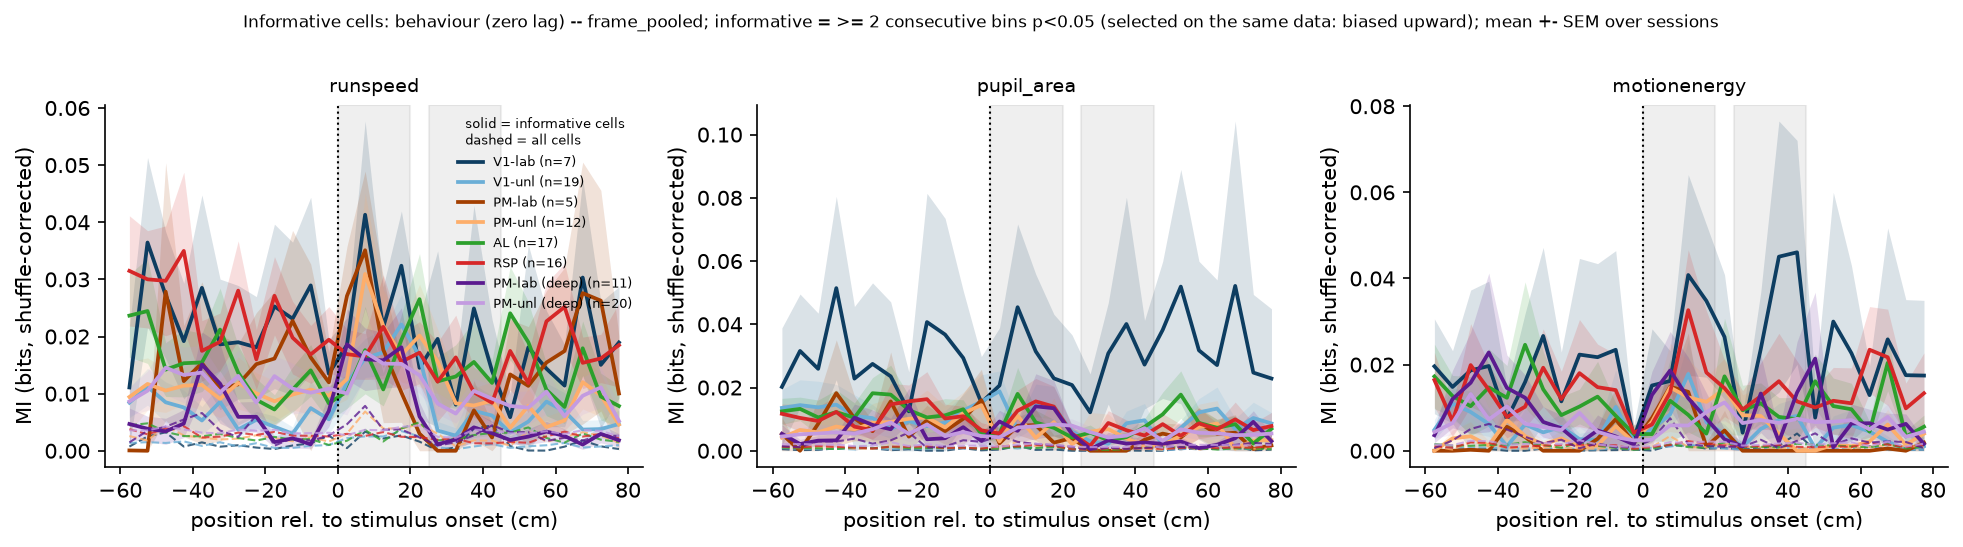 Informative cells: behaviour (zero lag) -- frame_pooled; informative = >= 2 consecutive bins p<0.05 (selected on the same data: biased upward); mean +- SEM over sessions
runspeed
MI (bits, shuffle-corrected)
0.06
0.05
0.04
0.03
0.02
0.01
0.00
solid = informative cells
dashed = all cells
V1-lab (n=7)
V1-unl (n=19)
PM-lab (n=5)
PM-unl (n=12)
AL (n=17)
RSP (n=16)
PM-lab (deep) (n=11)
PM-unl (deep) (n=20)
−60 −40 −20 0 20 40 60 80
position rel. to stimulus onset (cm)
pupil_area
MI (bits, shuffle-corrected)
0.10
0.08
0.06
0.04
0.02
0.00
−60 −40 −20 0 20 40 60 80
position rel. to stimulus onset (cm)
motionenergy
MI (bits, shuffle-corrected)
0.08
0.06
0.04
0.02
0.00
−60 −40 −20 0 20 40 60 80
position rel. to stimulus onset (cm)